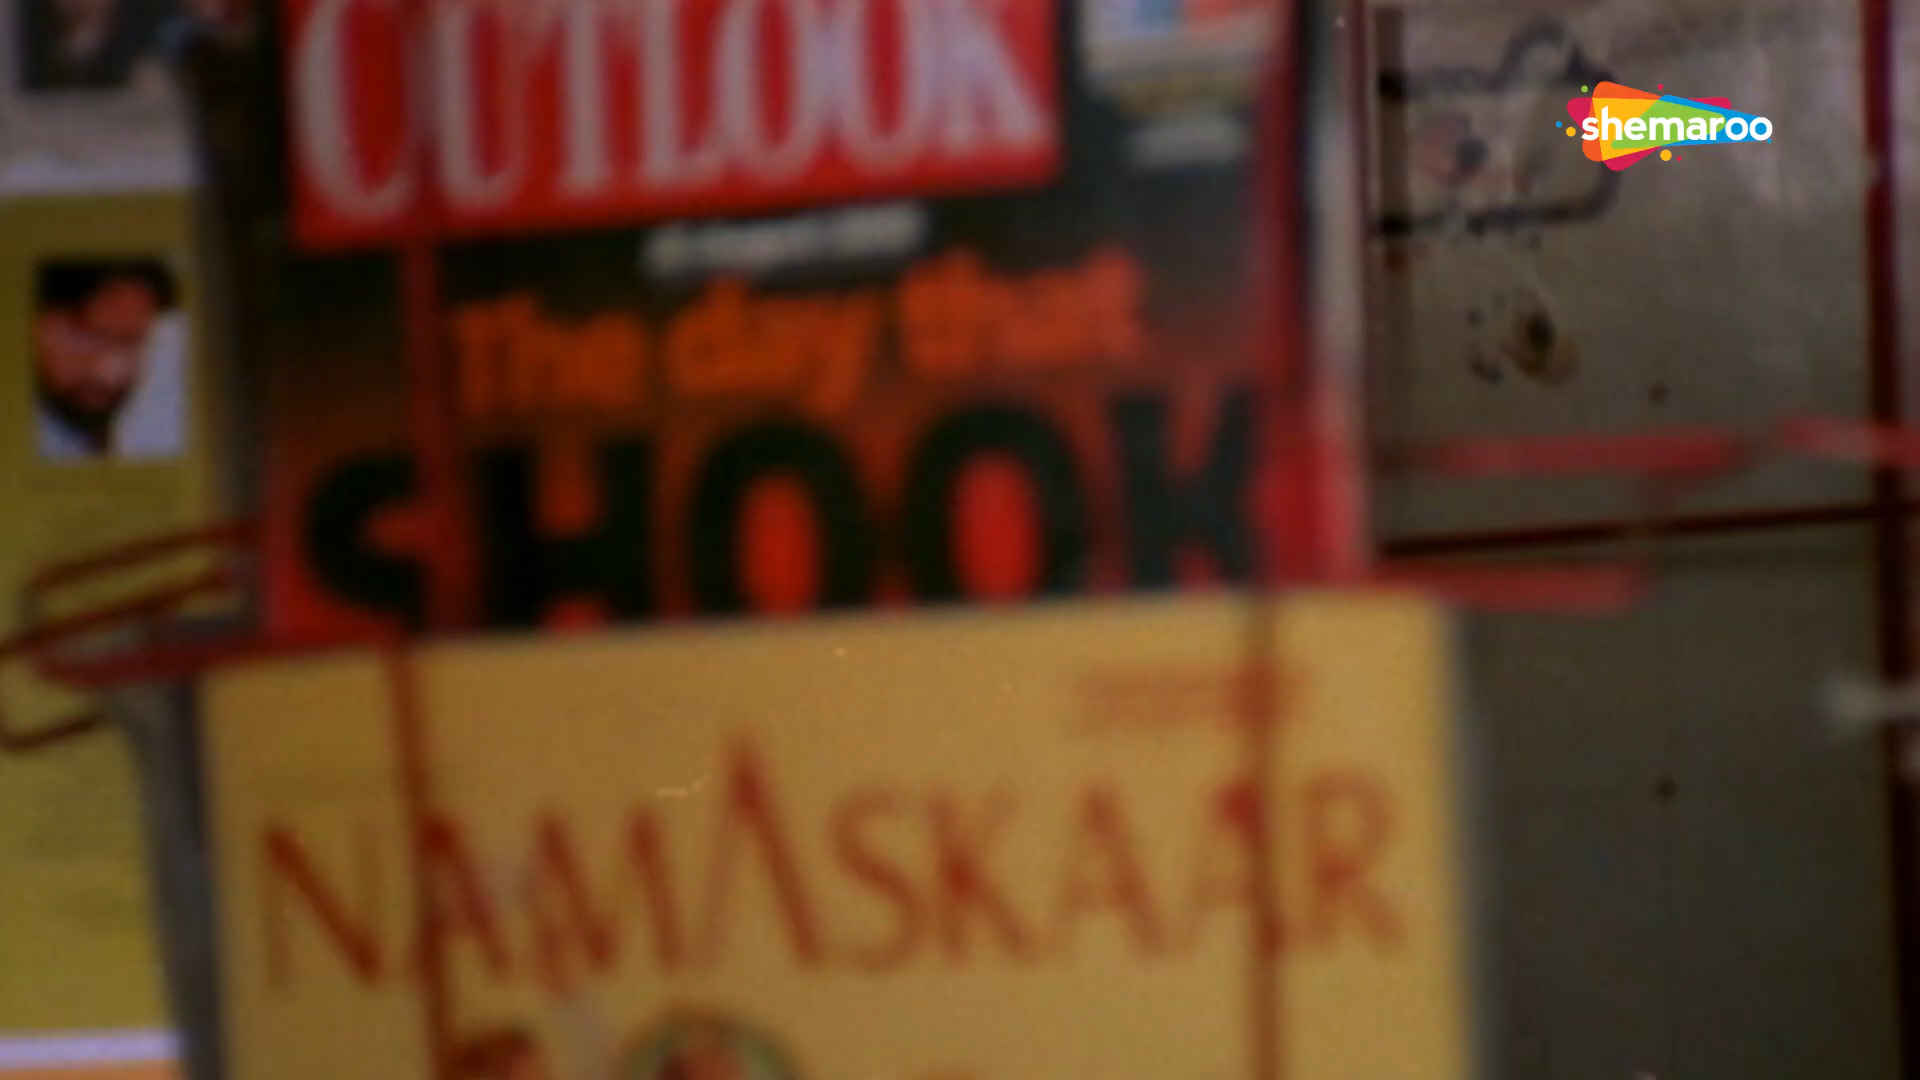 OUTLOOK
shemaroo
The day that
SHOOK
NAMASKAAR